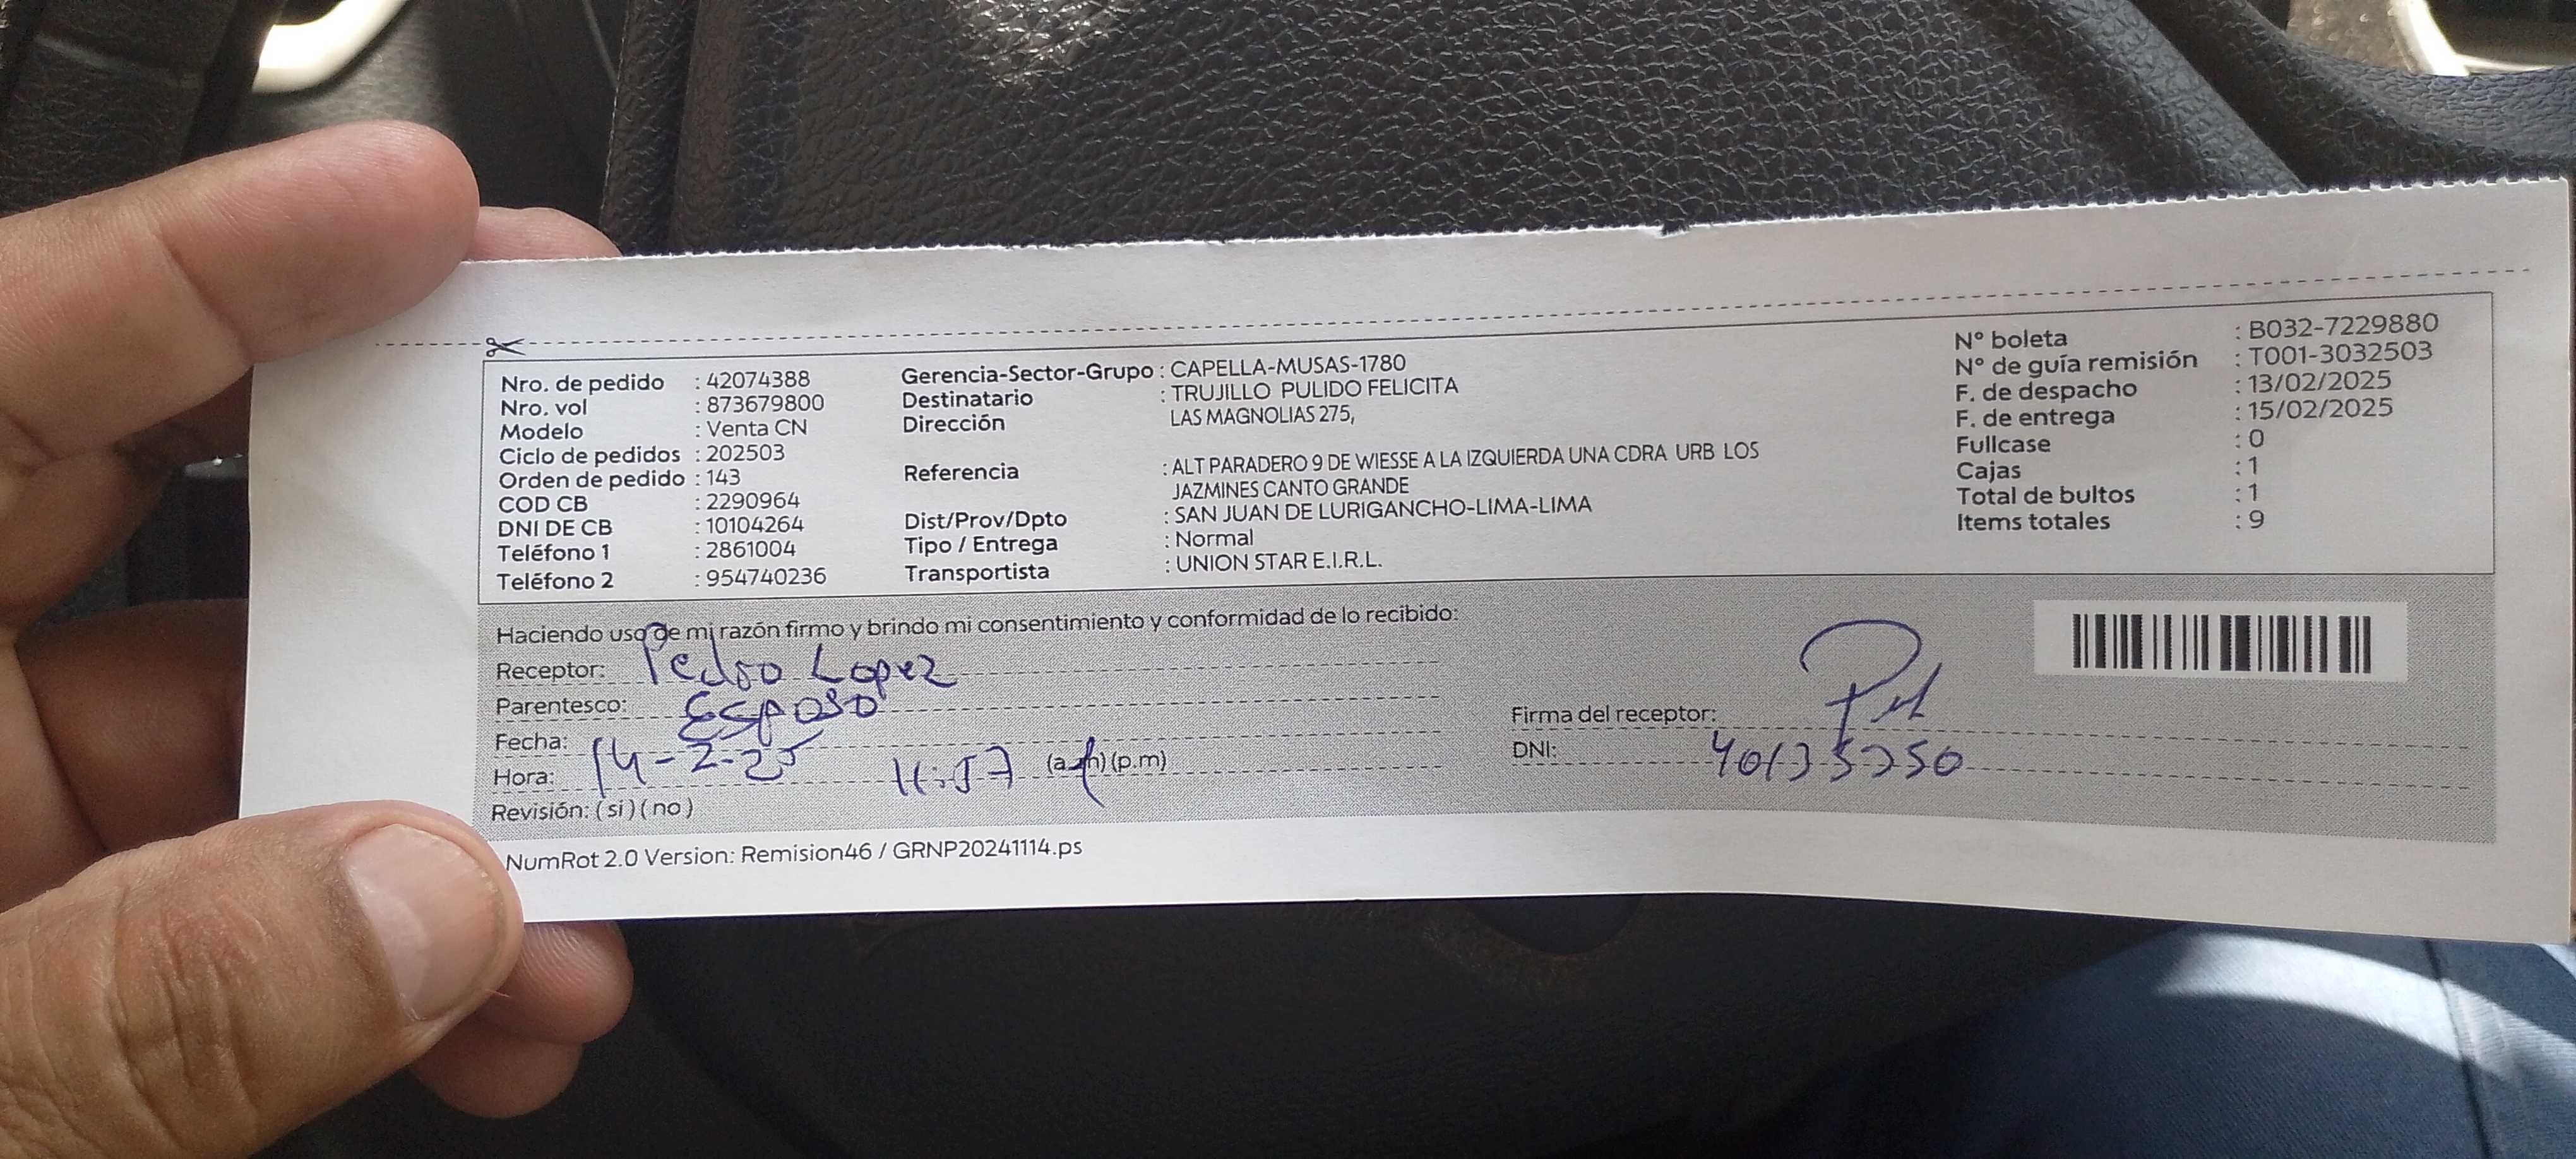 Nro. de pedido : 42074388
Nro. vol : 873679800
Modelo : Venta CN
Ciclo de pedidos : 202503
Orden de pedido : 143
COD CB : 2290964
DNI DE CB : 10104264
Teléfono 1 : 2861004
Teléfono 2 : 954740236
Gerencia-Sector-Grupo : CAPELLA-MUSAS-1780
Destinatario : TRUJILLO PULIDO FELICITA
Dirección LAS MAGNOLIAS 275,
Referencia : ALT PARADERO 9 DE WIESSE A LA IZQUIERDA UNA CDRA URB LOS
JAZMINES CANTO GRANDE
Dist/Prov/Dpto : SAN JUAN DE LURIGANCHO-LIMA-LIMA
Tipo / Entrega : Normal
Transportista : UNION STAR E.I.R.L.
N° boleta : B032-7229880
N° de guía remisión : T001-3032503
F. de despacho : 13/02/2025
F. de entrega : 15/02/2025
Fullcase : 0
Cajas : 1
Total de bultos : 1
Items totales : 9
Haciendo uso de mi razón firmo y brindo mi consentimiento y conformidad de lo recibido:
Receptor: Pedro Lopez
Parentesco: Esposo
Fecha: 14-2-25
Hora: 11:57 (a.m) (p.m)
Revisión: (si) (no)
Firma del receptor:
DNI:
NumRot 2.0 Version: Remision46 / GRNP20241114.ps